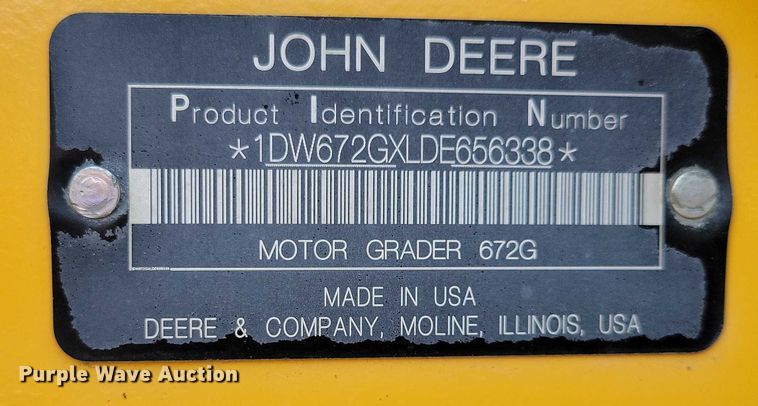 JOHN DEERE
Product Identification Number
*1DW672GXLDE656338*
MOTOR GRADER 672G
MADE IN USA
DEERE & COMPANY, MOLINE, ILLINOIS, USA
Purple Wave Auction